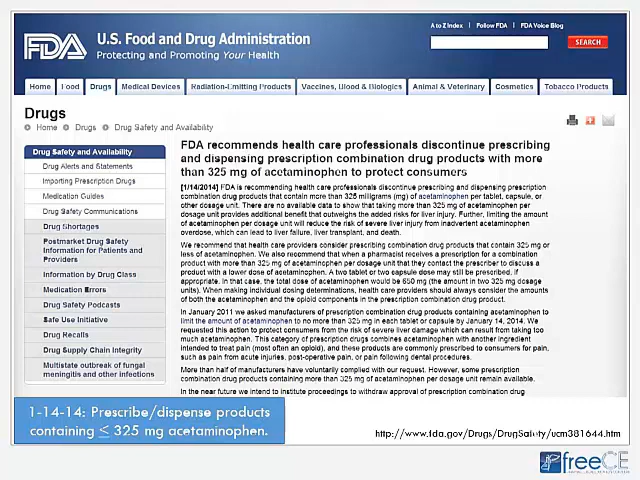 A to Z Index | Follow FDA | FDA Voice Blog
FDA U.S. Food and Drug Administration
Protecting and Promoting Your Health
SEARCH
Home Food Drugs Medical Devices Radiation-Emitting Products Vaccines, Blood & Biologics Animal & Veterinary Cosmetics Tobacco Products
Drugs
Home Drugs Drug Safety and Availability
Drug Safety and Availability
Drug Alerts and Statements
Importing Prescription Drugs
Medication Guides
Drug Safety Communications
Drug Shortages
Postmarket Drug Safety
Information for Patients and
Providers
Information by Drug Class
Medication Errors
Drug Safety Podcasts
Safe Use Initiative
Drug Recalls
Drug Supply Chain Integrity
Multistate outbreak of fungal
meningitis and other infections
FDA recommends health care professionals discontinue prescribing
and dispensing prescription combination drug products with more
than 325 mg of acetaminophen to protect consumers
[1/14/2014] FDA is recommending health care professionals discontinue prescribing and dispensing prescription
combination drug products that contain more than 325 milligrams (mg) of acetaminophen per tablet, capsule, or
other dosage unit. There are no available data to show that taking more than 325 mg of acetaminophen per
dosage unit provides additional benefit that outweighs the added risks for liver injury. Further, limiting the amount
of acetaminophen per dosage unit will reduce the risk of severe liver injury from inadvertent acetaminophen
overdose, which can lead to liver failure, liver transplant, and death.
We recommend that health care providers consider prescribing combination drug products that contain 325 mg or
less of acetaminophen. We also recommend that when a pharmacist receives a prescription for a combination
product with more than 325 mg of acetaminophen per dosage unit that they contact the prescriber to discuss a
product with a lower dose of acetaminophen. A two tablet or two capsule dose may still be prescribed, if
appropriate. In that case, the total dose of acetaminophen would be 650 mg (the amount in two 325 mg dosage
units). When making individual dosing determinations, health care providers should always consider the amounts
of both the acetaminophen and the opioid components in the prescription combination drug product.
In January 2011 we asked manufacturers of prescription combination drug products containing acetaminophen to
limit the amount of acetaminophen to no more than 325 mg in each tablet or capsule by January 14, 2014. We
requested this action to protect consumers from the risk of severe liver damage which can result from taking too
much acetaminophen. This category of prescription drugs combines acetaminophen with another ingredient
intended to treat pain (most often an opioid), and these products are commonly prescribed to consumers for pain,
such as pain from acute injuries, post-operative pain, or pain following dental procedures.
More than half of manufacturers have voluntarily complied with our request. However, some prescription
combination drug products containing more than 325 mg of acetaminophen per dosage unit remain available.
In the near future we intend to institute proceedings to withdraw approval of prescription combination drug
1-14-14: Prescribe/dispense products
containing ≤ 325 mg acetaminophen.
http://www.fda.gov/Drugs/DrugSafety/ucm381644.htm
freeCE